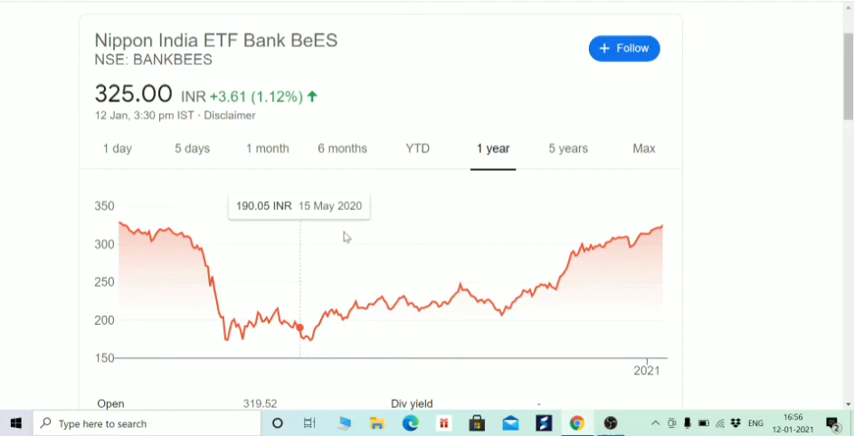 Nippon India ETF Bank BeES
NSE: BANKBEES
+ Follow
325.00 INR +3.61 (1.12%) ↑
12 Jan, 3:30 pm IST · Disclaimer
1 day 5 days 1 month 6 months YTD 1 year 5 years Max
190.05 INR 15 May 2020
350
300
250
200
150
2021
Open 319.52 Div yield -
Type here to search
ENG
16:56
12-01-2021
2